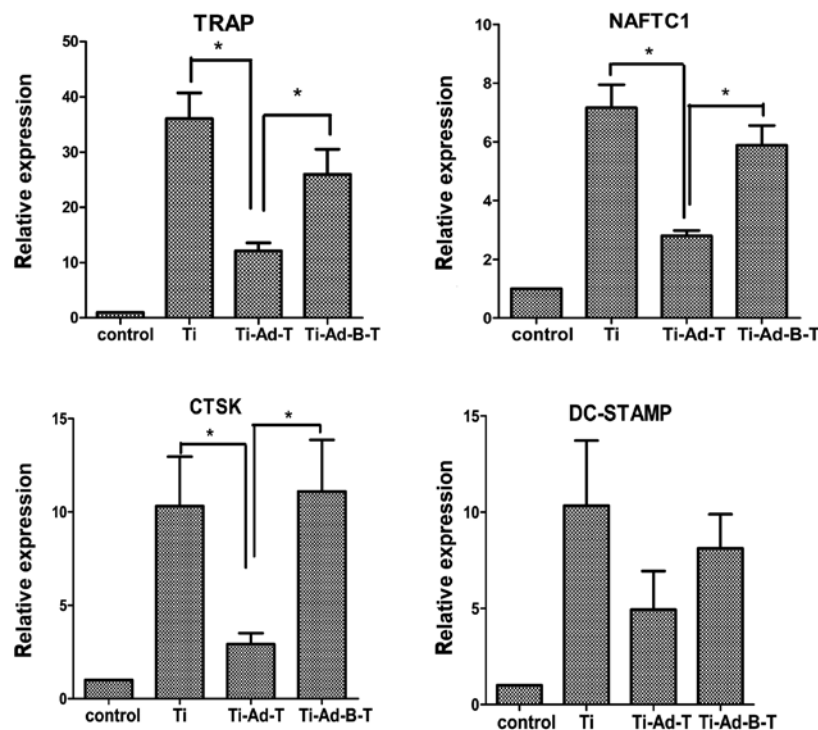 TRAP
Relative expression
40
30
20
10
0
*
*
control Ti Ti-Ad-T Ti-Ad-B-T
NAFTC1
Relative expression
10
8
6
4
2
0
*
*
control Ti Ti-Ad-T Ti-Ad-B-T
CTSK
Relative expression
15
10
5
0
*
*
control Ti Ti-Ad-T Ti-Ad-B-T
DC-STAMP
Relative expression
15
10
5
0
control Ti Ti-Ad-T Ti-Ad-B-T